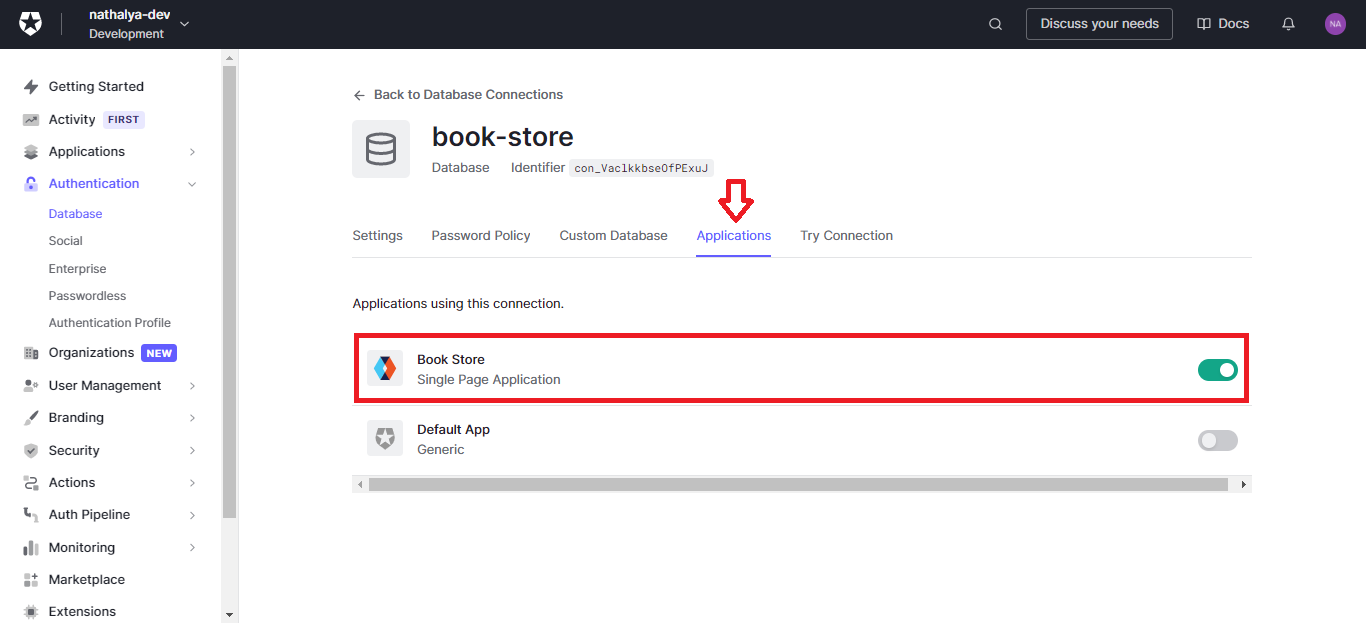 nathalya-dev
Development
Discuss your needs
Docs
NA
Getting Started
Activity FIRST
Applications
Authentication
Database
Social
Enterprise
Passwordless
Authentication Profile
Organizations NEW
User Management
Branding
Security
Actions
Auth Pipeline
Monitoring
Marketplace
Extensions
Back to Database Connections
book-store
Database Identifier con_VaclkkbseOfPExuJ
Settings Password Policy Custom Database Applications Try Connection
Applications using this connection.
Book Store
Single Page Application
Default App
Generic